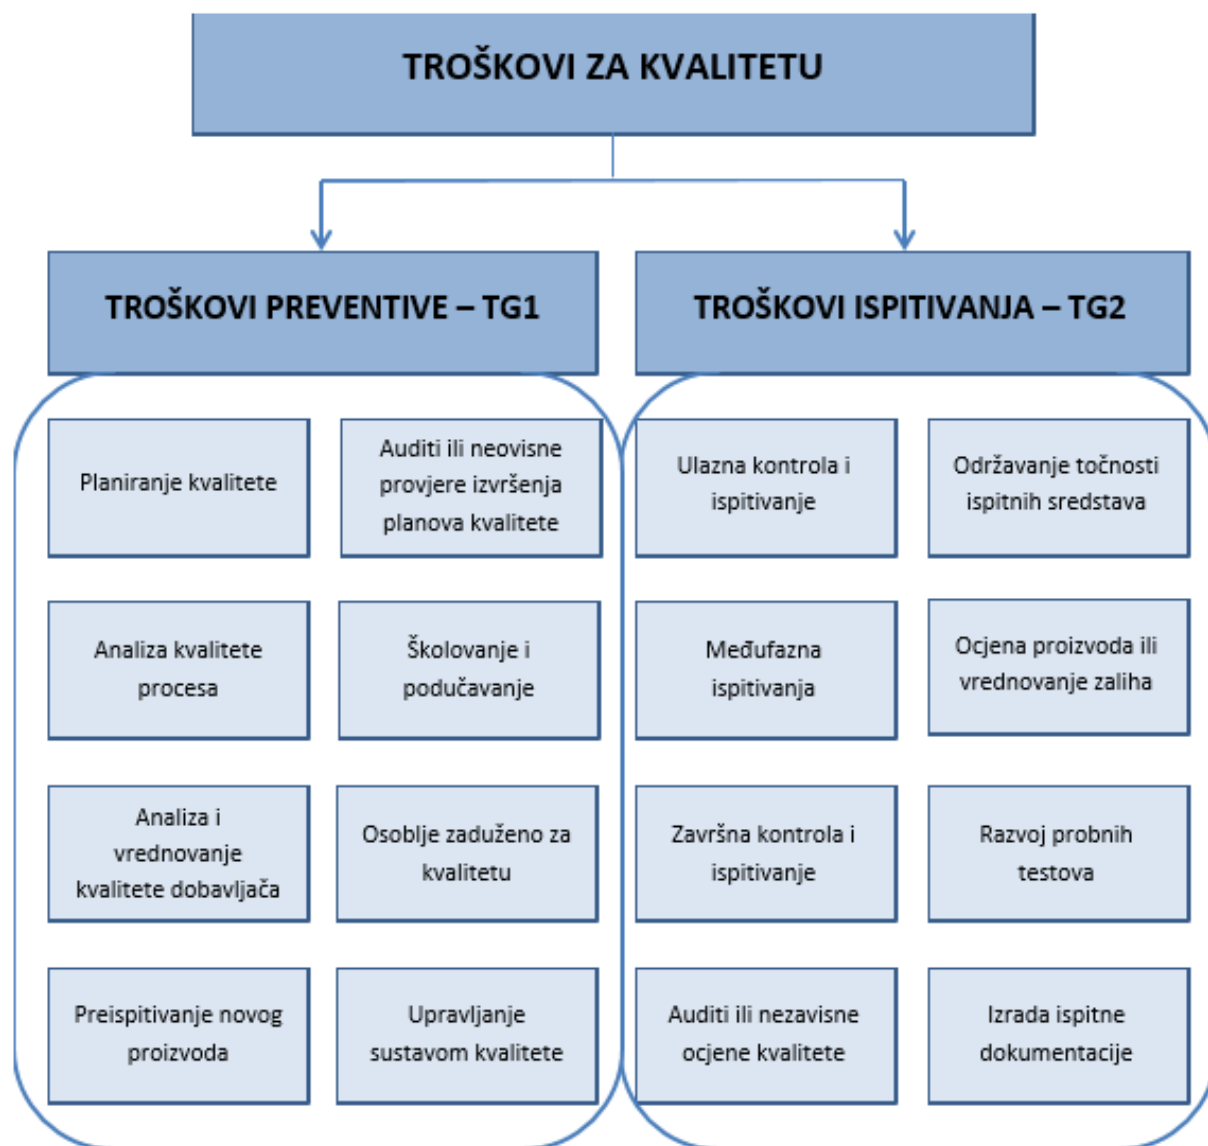 TROŠKOVI ZA KVALITETU
TROŠKOVI PREVENTIVE – TG1
TROŠKOVI ISPITIVANJA – TG2
Planiranje kvalitete
Auditi ili neovisne
provjere izvršenja
planova kvalitete
Ulazna kontrola i
ispitivanje
Održavanje točnosti
ispitnih sredstava
Analiza kvalitete
procesa
Školovanje i
podučavanje
Međufazna
ispitivanja
Ocjena proizvoda ili
vrednovanje zaliha
Analiza i
vrednovanje
kvalitete dobavljača
Osoblje zaduženo za
kvalitetu
Završna kontrola i
ispitivanje
Razvoj probnih
testova
Preispitivanje novog
proizvoda
Upravljanje
sustavom kvalitete
Auditi ili nezavisne
ocjene kvalitete
Izrada ispitne
dokumentacije